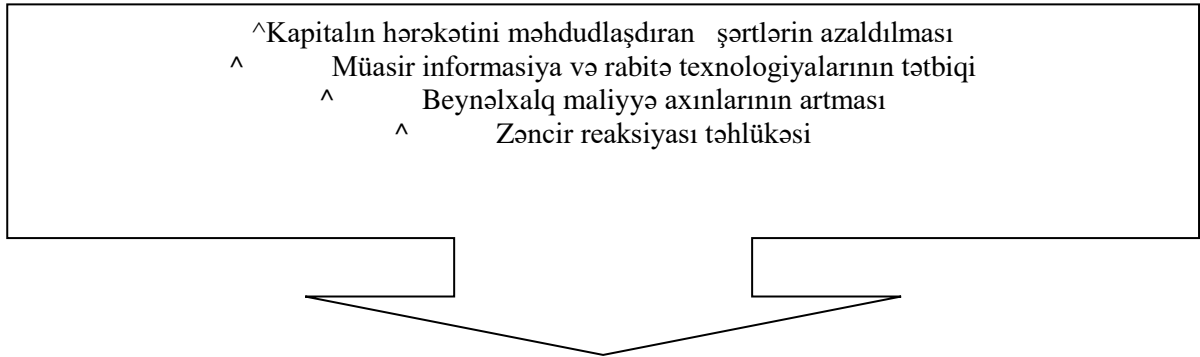 ^Kapitalın hərəkətini məhdudlaşdıran şərtlərin azaldılması
^ Müasir informasiya və rabitə texnologiyalarının tətbiqi
^ Beynəlxalq maliyyə axınlarının artması
^ Zəncir reaksiyası təhlükəsi